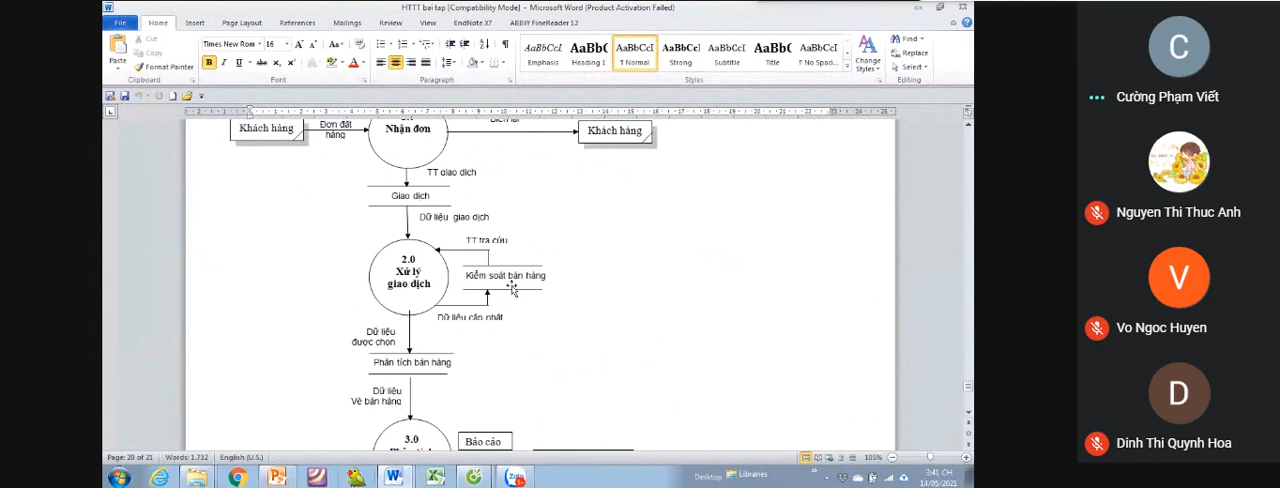 HTTT bai tap [Compatibility Mode] - Microsoft Word (Product Activation Failed)
File Home Insert Page Layout References Mailings Review View EndNote X7 ABBYY FineReader 12
Cut
Copy
Format Painter
Paste
Clipboard
Times New Rom 16
Font
Paragraph
AaBbCcI AaBbC AaBbCcI AaBbCc AaBbCcI AaBbC AaBbCcI
Emphasis Heading 1 ¶ Normal Strong Subtitle Title ¶ No Spac...
Styles
Change Styles
Find
Replace
Select
Editing
Khách hàng
Đơn đặt
hàng
Nhận đơn
Khách hàng
TT giao dịch
Giao dịch
Dữ liệu giao dịch
TT tra cứu
2.0
Xử lý
giao dịch
Kiểm soát bán hàng
Dữ liệu cập nhật
Dữ liệu
được chọn
Phân tích bán hàng
Dữ liệu
Về bán hàng
3.0
Báo cáo
Page: 20 of 21 Words: 1.732 English (U.S.)
105%
Desktop Libraries
3:41 CH
14/05/2021
C
Cường Phạm Viết
Nguyen Thi Thuc Anh
V
Vo Ngoc Huyen
D
Dinh Thi Quynh Hoa